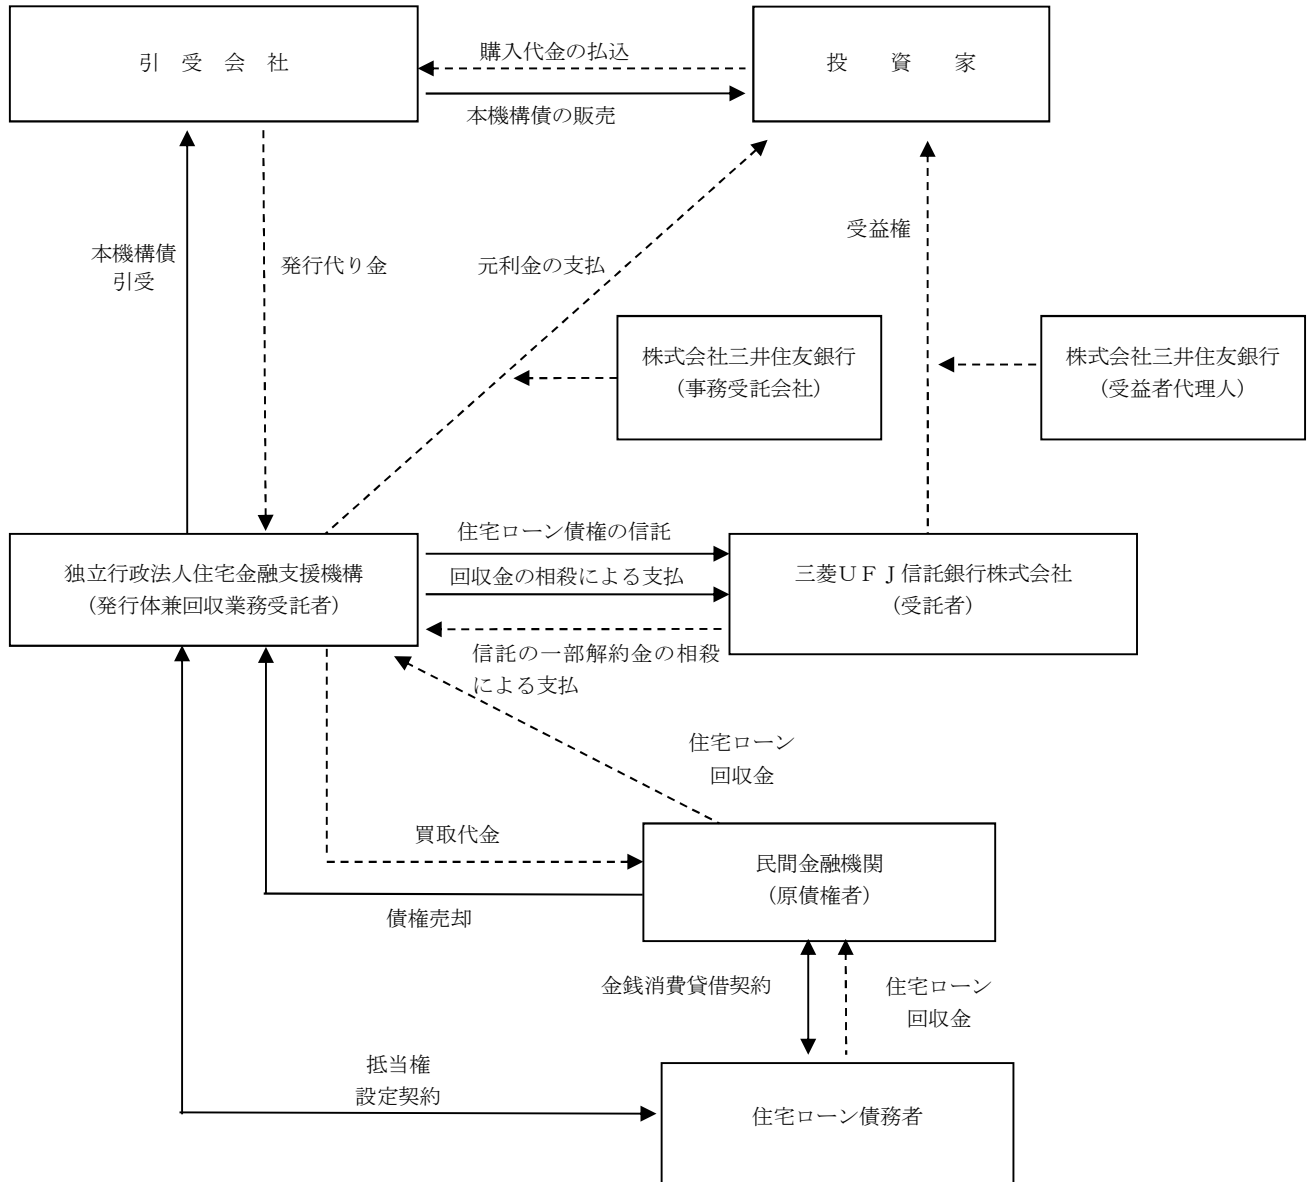 引 受 会 社
購入代金の払込
投 資 家
本機構債の販売
本機構債
引受
発行代り金
元利金の支払
受益権
株式会社三井住友銀行
（事務受託会社）
株式会社三井住友銀行
（受益者代理人）
住宅ローン債権の信託
独立行政法人住宅金融支援機構
（発行体兼回収業務受託者）
回収金の相殺による支払
三菱ＵＦＪ信託銀行株式会社
（受託者）
信託の一部解約金の相殺
による支払
住宅ローン
回収金
買取代金
民間金融機関
（原債権者）
債権売却
金銭消費貸借契約
住宅ローン
回収金
抵当権
設定契約
住宅ローン債務者